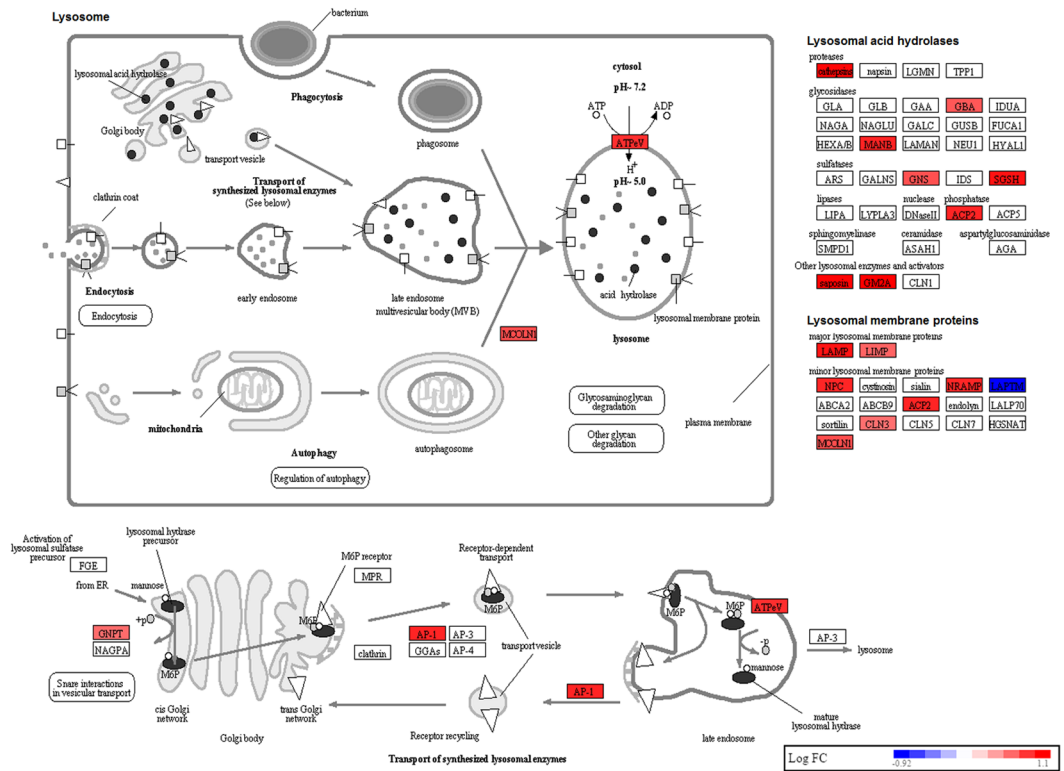 Lysosome
bacterium
lysosomal acid hydrolase
Golgi body
Phagocytosis
transport vesicle
phagosome
Transport of
synthesized lysosomal enzymes
(See below)
clathrin coat
cytosol
pH~ 7.2
ATP
ADP
ATPeV
H+
pH~ 5.0
Endocytosis
Endocytosis
early endosome
late endosome
multivesicular body (MVB)
acid hydrolase
lysosomal membrane protein
lysosome
MCOLN1
mitochondria
Autophagy
Regulation of autophagy
autophagosome
Glycosaminoglycan
degradation
Other glycan
degradation
plasma membrane
Lysosomal acid hydrolases
proteases
cathepsins napsin LGMN TPP1
glycosidases
GLA GLB GAA GBA IDUA
NAGA NAGLU GALC GUSB FUCA1
HEXA/B MANB LAMAN NEU1 HYAL1
sulfatases
ARS GALNS GNS IDS SGSH
lipases nuclease phosphatase
LIPA LYPLA3 DNaseII ACP2 ACP5
sphingomyelinase ceramidase aspartylglucosaminidase
SMPD1 ASAH1 AGA
Other lysosomal enzymes and activators
saposin GM2A CLN1
Lysosomal membrane proteins
major lysosomal membrane proteins
LAMP LIMP
minor lysosomal membrane proteins
NPC cystinosin sialin NRAMP LAPTM
ABCA2 ABCB9 ACP2 endolyn LALP70
sortilin CLN3 CLN5 CLN7 HGSNAT
MCOLN1
Activation of
lysosomal sulfatase
precursor
FGE
from ER
lysosomal hydrase
precursor
mannose
+p
GNPT
NAGPA
M6P
Snare interactions
in vesicular transport
cis Golgi
network
trans Golgi
network
Golgi body
M6P receptor
MPR
M6P
clathrin
AP-1 AP-3
GGAs AP-4
Receptor-dependent
transport
M6P
transport vesicle
AP-1
Receptor recycling
Transport of synthesized lysosomal enzymes
M6P
M6P
ATPeV
-p
mannose
mature
lysosomal hydrase
late endosome
AP-3
lysosome
Log FC
-0.92 1.1